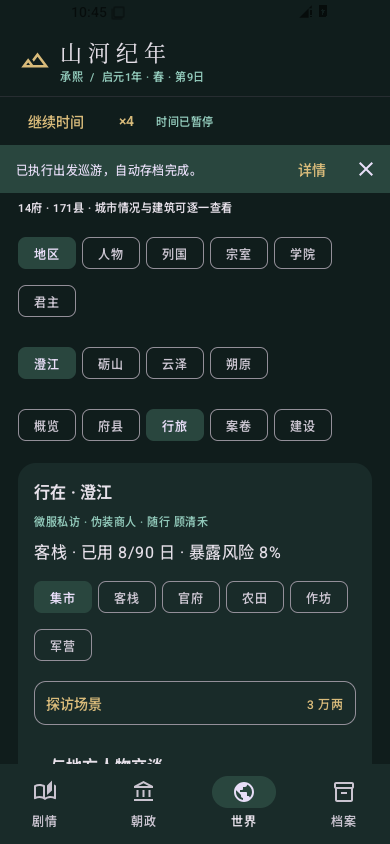 10:45
山河纪年
承熙 / 启元1年 · 春 · 第9日
继续时间 ×4 时间已暂停
已执行出发巡游，自动存档完成。 详情
14府 · 171县 · 城市情况与建筑可逐一查看
地区 人物 列国 宗室 学院
君主
澄江 砺山 云泽 朔原
概览 府县 行旅 案卷 建设
行在 · 澄江
微服私访 · 伪装商人 · 随行 顾清禾
客栈 · 已用 8/90 日 · 暴露风险 8%
集市 客栈 官府 农田 作坊
军营
探访场景 3 万两
与地方人物交谈
剧情 朝政 世界 档案